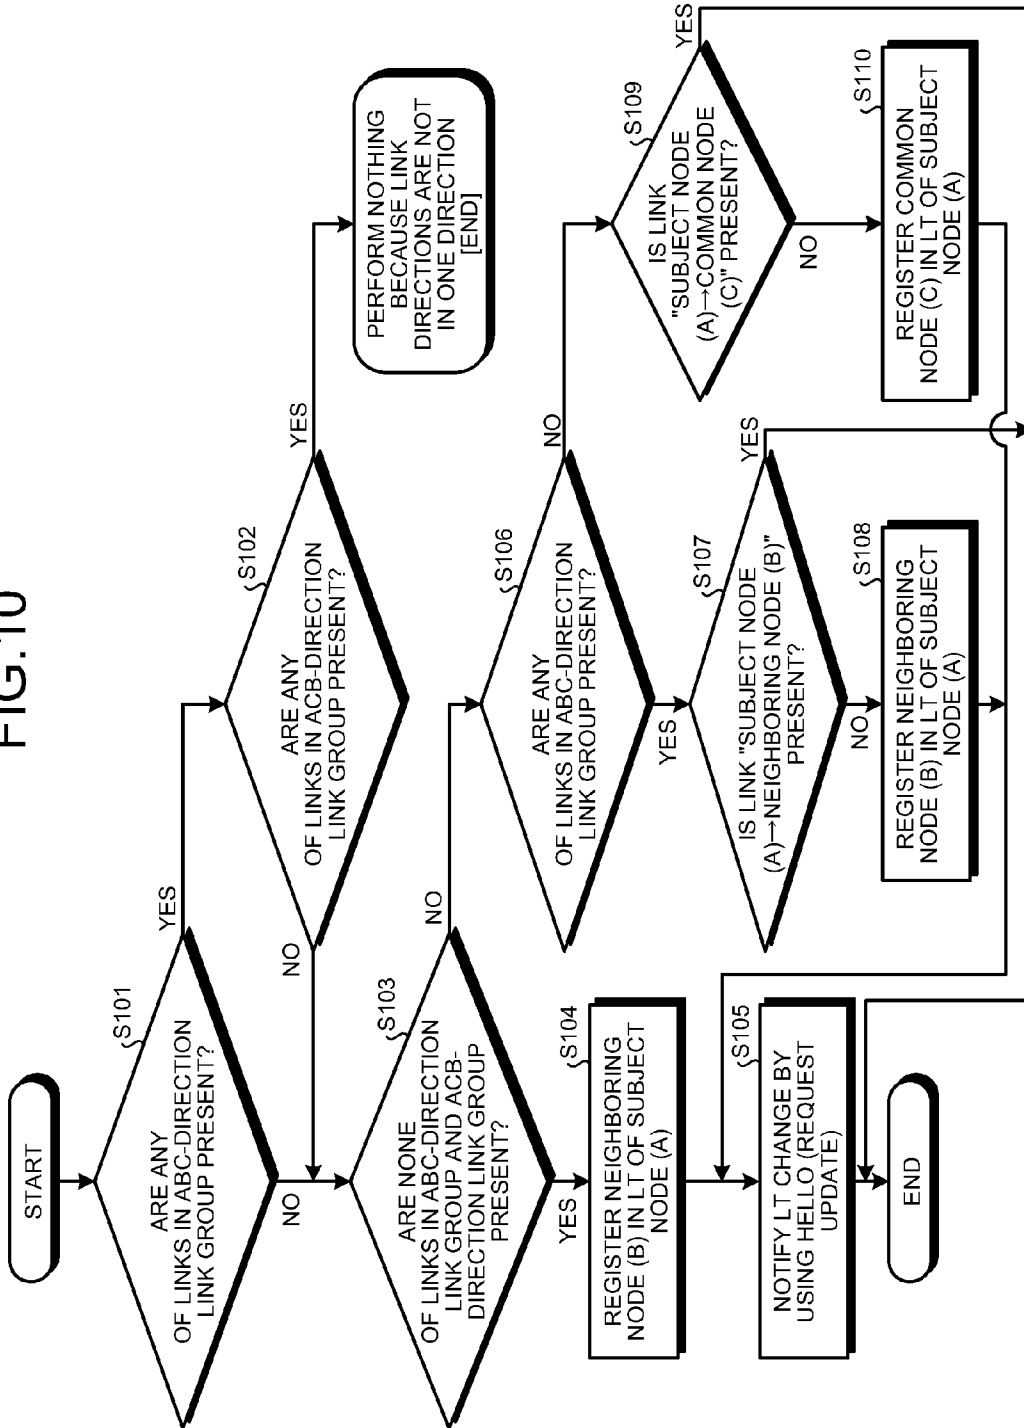 FIG.10
START
S101
ARE ANY
OF LINKS IN ABC-DIRECTION
LINK GROUP PRESENT?
YES
NO
S102
ARE ANY
OF LINKS IN ACB-DIRECTION
LINK GROUP PRESENT?
YES
NO
PERFORM NOTHING
BECAUSE LINK
DIRECTIONS ARE NOT
IN ONE DIRECTION
[END]
S103
ARE NONE
OF LINKS IN ABC-DIRECTION
LINK GROUP AND ACB-
DIRECTION LINK GROUP
PRESENT?
NO
YES
S104
REGISTER NEIGHBORING
NODE (B) IN LT OF SUBJECT
NODE (A)
S105
NOTIFY LT CHANGE BY
USING HELLO (REQUEST
UPDATE)
END
S106
ARE ANY
OF LINKS IN ABC-DIRECTION
LINK GROUP PRESENT?
NO
YES
S107
IS LINK "SUBJECT NODE
(A)→NEIGHBORING NODE (B)"
PRESENT?
YES
NO
S108
REGISTER NEIGHBORING
NODE (B) IN LT OF SUBJECT
NODE (A)
S109
IS LINK
"SUBJECT NODE
(A)→COMMON NODE
(C)" PRESENT?
YES
NO
S110
REGISTER COMMON
NODE (C) IN LT OF SUBJECT
NODE (A)